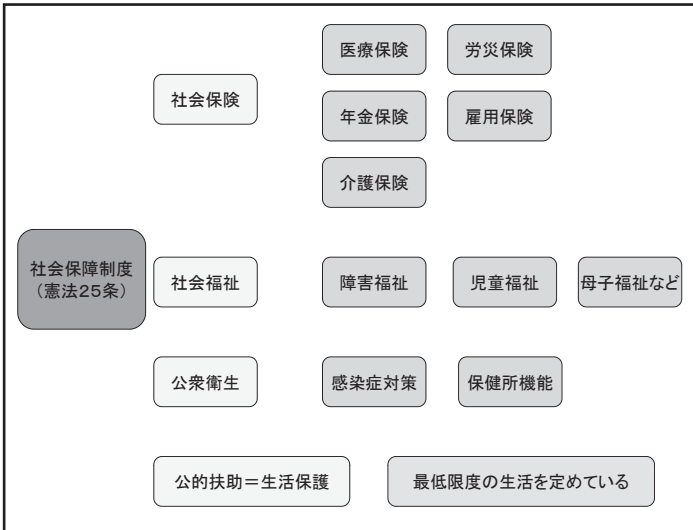 医療保険
労災保険
社会保険
年金保険
雇用保険
介護保険
社会保障制度
（憲法25条）
社会福祉
障害福祉
児童福祉
母子福祉など
公衆衛生
感染症対策
保健所機能
公的扶助＝生活保護
最低限度の生活を定めている